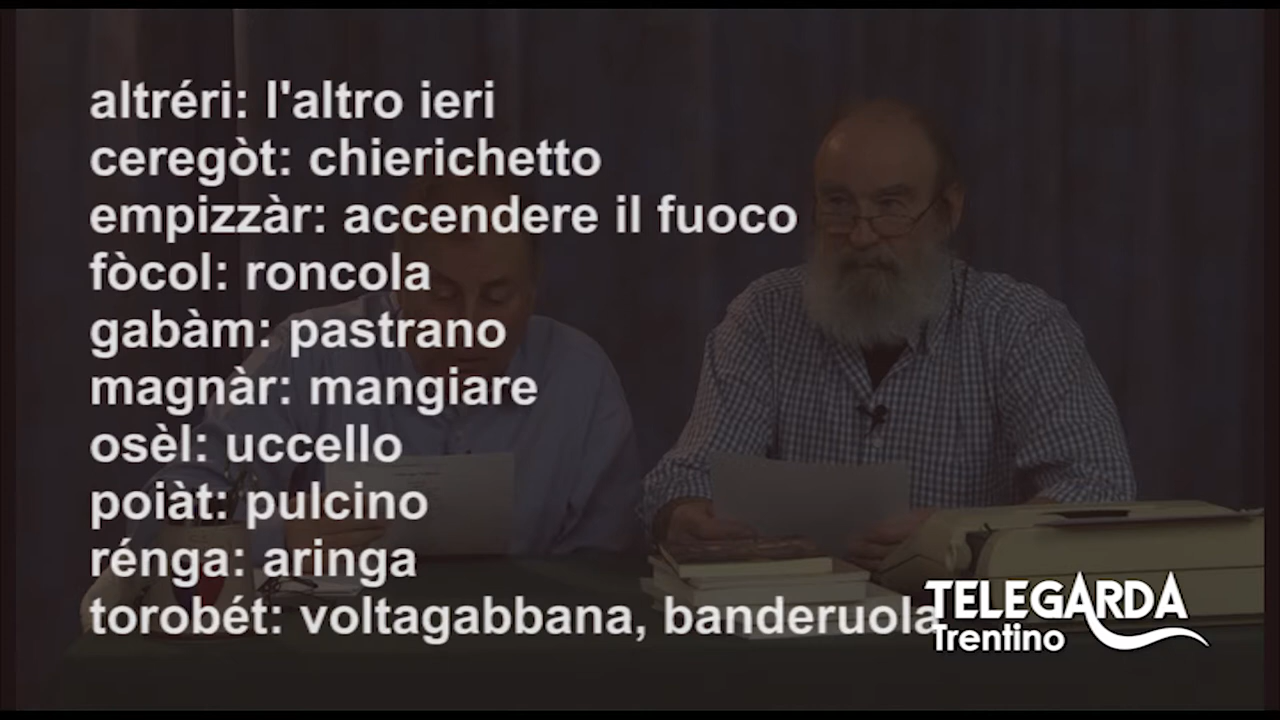 altréri: l'altro ieri
ceregòt: chierichetto
empizzàr: accendere il fuoco
fòcol: roncola
gabàm: pastrano
magnàr: mangiare
osèl: uccello
poiàt: pulcino
rénga: aringa
torobét: voltagabbana, banderuola
TELEGARDA
Trentino